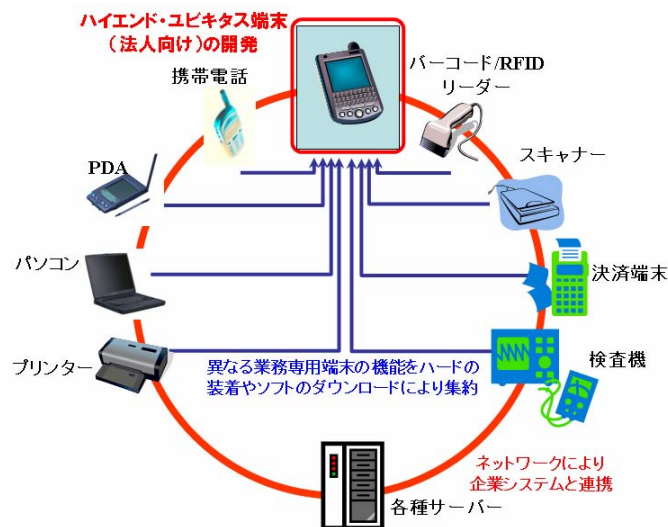 ハイエンド・ユビキタス端末
（法人向け）の開発
携帯電話
バーコード/RFID
リーダー
スキャナー
PDA
パソコン
決済端末
プリンター
検査機
異なる業務専用端末の機能をハードの
装着やソフトのダウンロードにより集約
ネットワークにより
企業システムと連携
各種サーバー